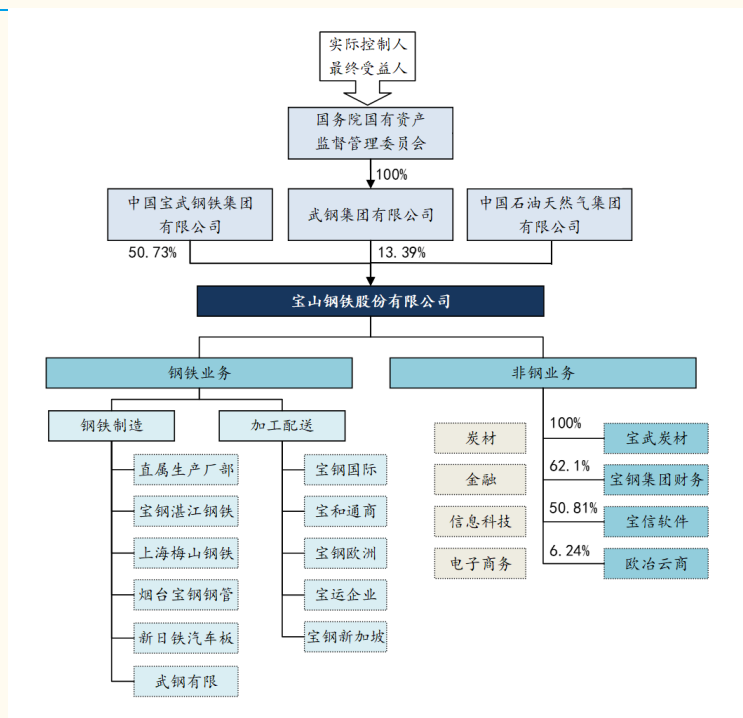 实际控制人
最终受益人
国务院国有资产
监督管理委员会
100%
中国宝武钢铁集团
有限公司
武钢集团有限公司
中国石油天然气集团
有限公司
50.73%
13.39%
宝山钢铁股份有限公司
钢铁业务
非钢业务
钢铁制造
加工配送
直属生产厂部
宝钢湛江钢铁
上海梅山钢铁
烟台宝钢钢管
新日铁汽车板
武钢有限
宝钢国际
宝和通商
宝钢欧洲
宝运企业
宝钢新加坡
炭材
100%
宝武炭材
金融
62.1%
宝钢集团财务
信息科技
50.81%
宝信软件
电子商务
6.24%
欧冶云商